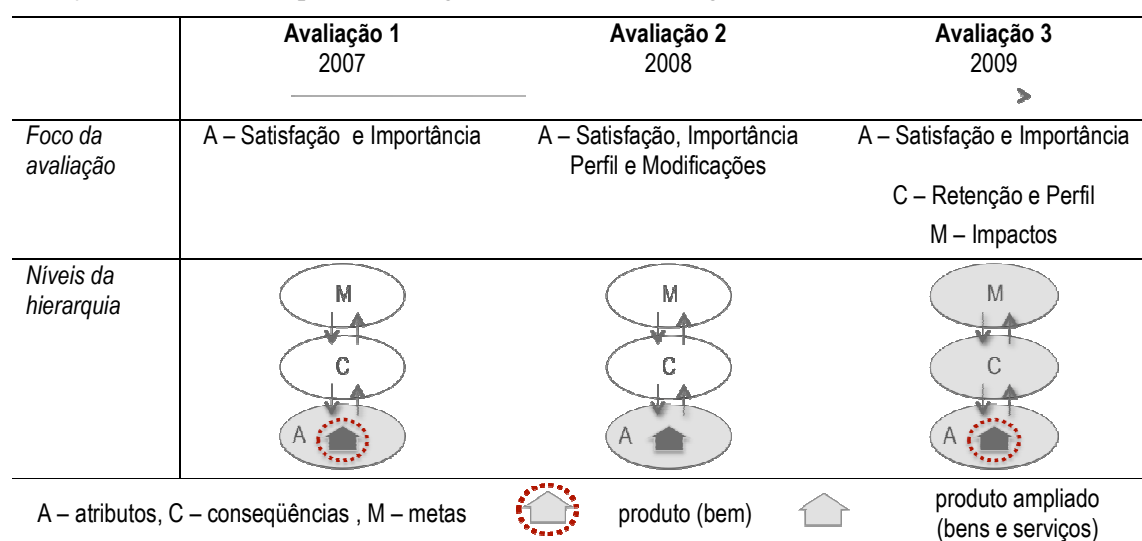 Avaliação 1 Avaliação 2 Avaliação 3
2007 2008 2009
Foco da avaliação
A – Satisfação e Importância
A – Satisfação, Importância
Perfil e Modificações
A – Satisfação e Importância
C – Retenção e Perfil
M – Impactos
Níveis da hierarquia
M
C
A
M
C
A
M
C
A
A – atributos, C – conseqüências , M – metas
produto (bem)
produto ampliado
(bens e serviços)